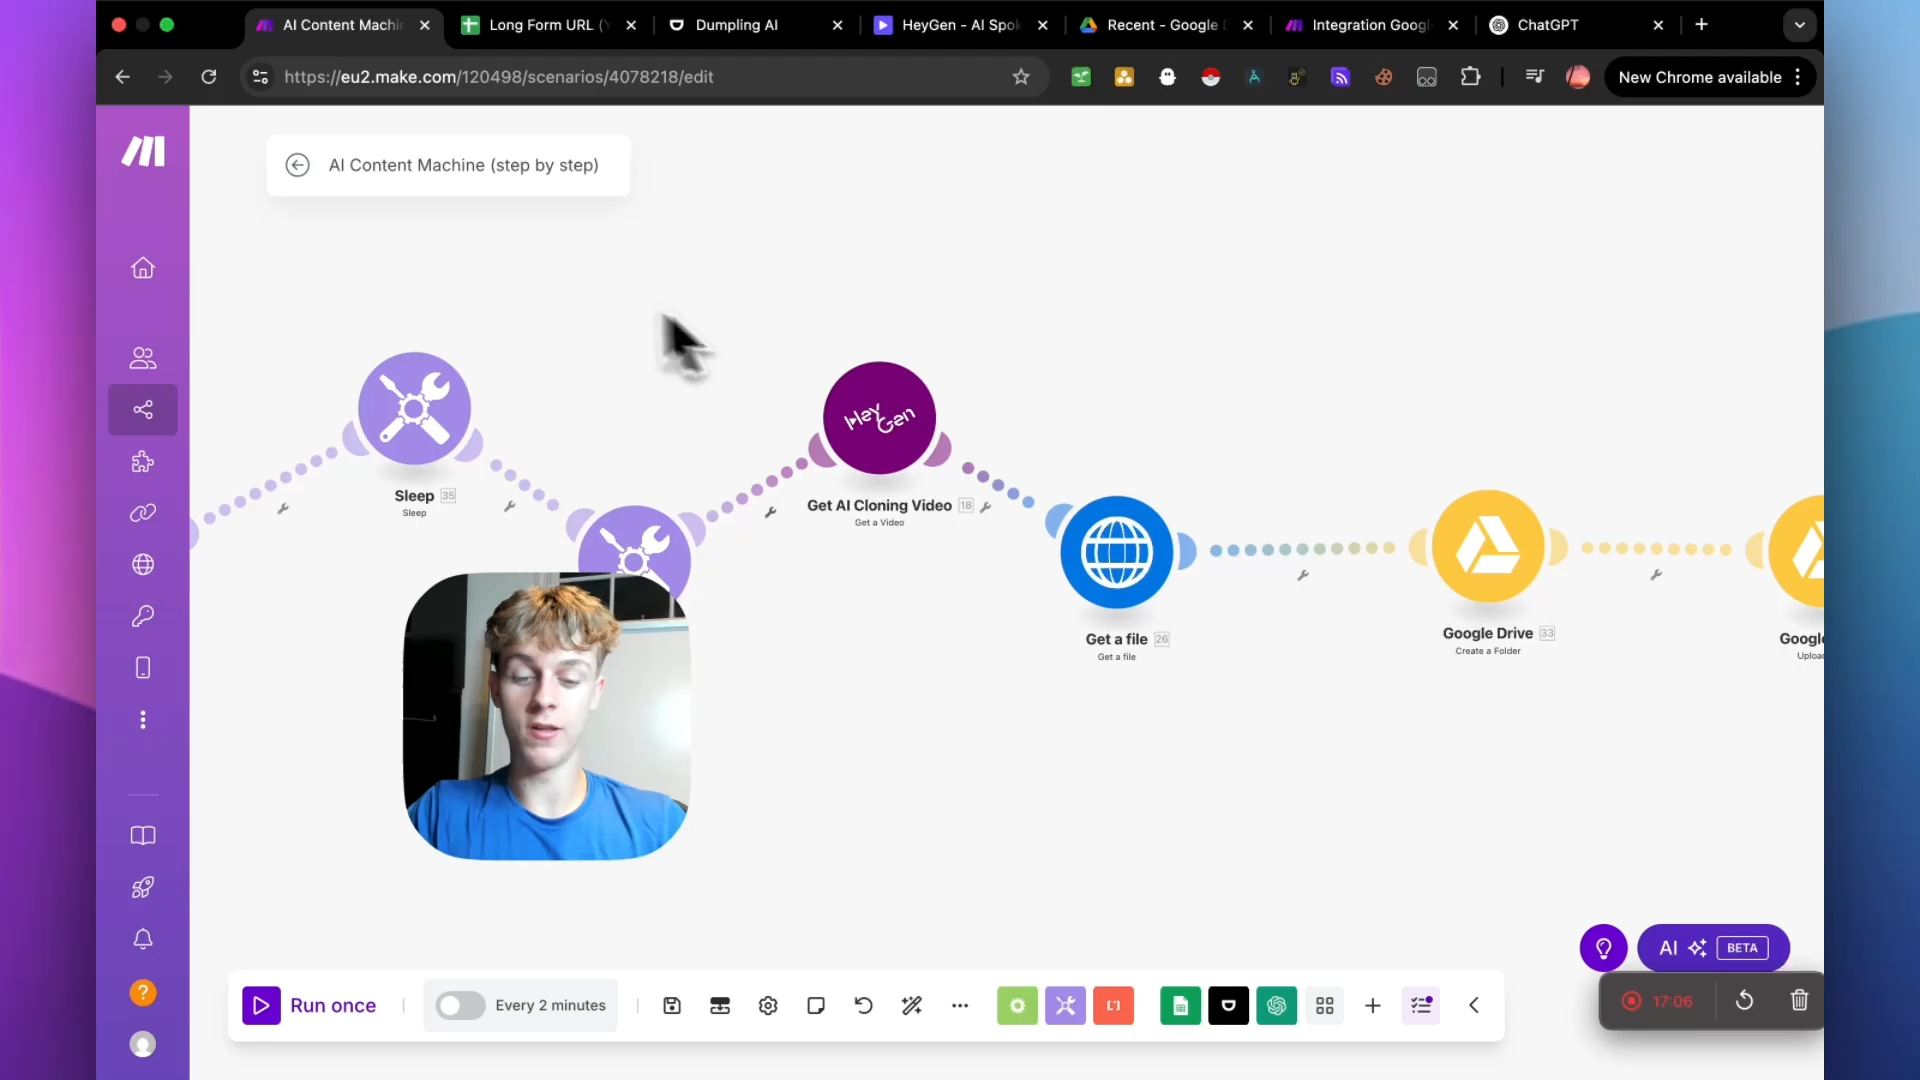 AI Content Machi
Long Form URL (Y
Dumpling AI
HeyGen - AI Spok
Recent - Google D
Integration Googl
ChatGPT
https://eu2.make.com/120498/scenarios/4078218/edit
New Chrome available
AI Content Machine (step by step)
HeyGen
Sleep 35
Sleep
Get AI Cloning Video 18
Get a Video
Get a file 26
Get a file
Google Drive 33
Create a Folder
Google
Uploa
AI BETA
Run once
Every 2 minutes
17:06